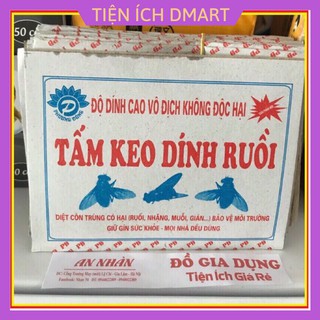 TIỆN ÍCH DMART
PHƯƠNG ĐÔNG
ĐỘ DÍNH CAO VÔ ĐỊCH KHÔNG ĐỘC HẠI
TẤM KEO DÍNH RUỒI
DIỆT CÔN TRÙNG CÓ HẠI (RUỒI, NHẶNG, MUỖI, GIÁN...) BẢO VỆ MÔI TRƯỜNG
GIỮ GÌN SỨC KHỎE - MỌI NHÀ ĐỀU DÙNG
AN NHÂN
ĐỒ GIA DỤNG
Tiện Ích Giá Rẻ